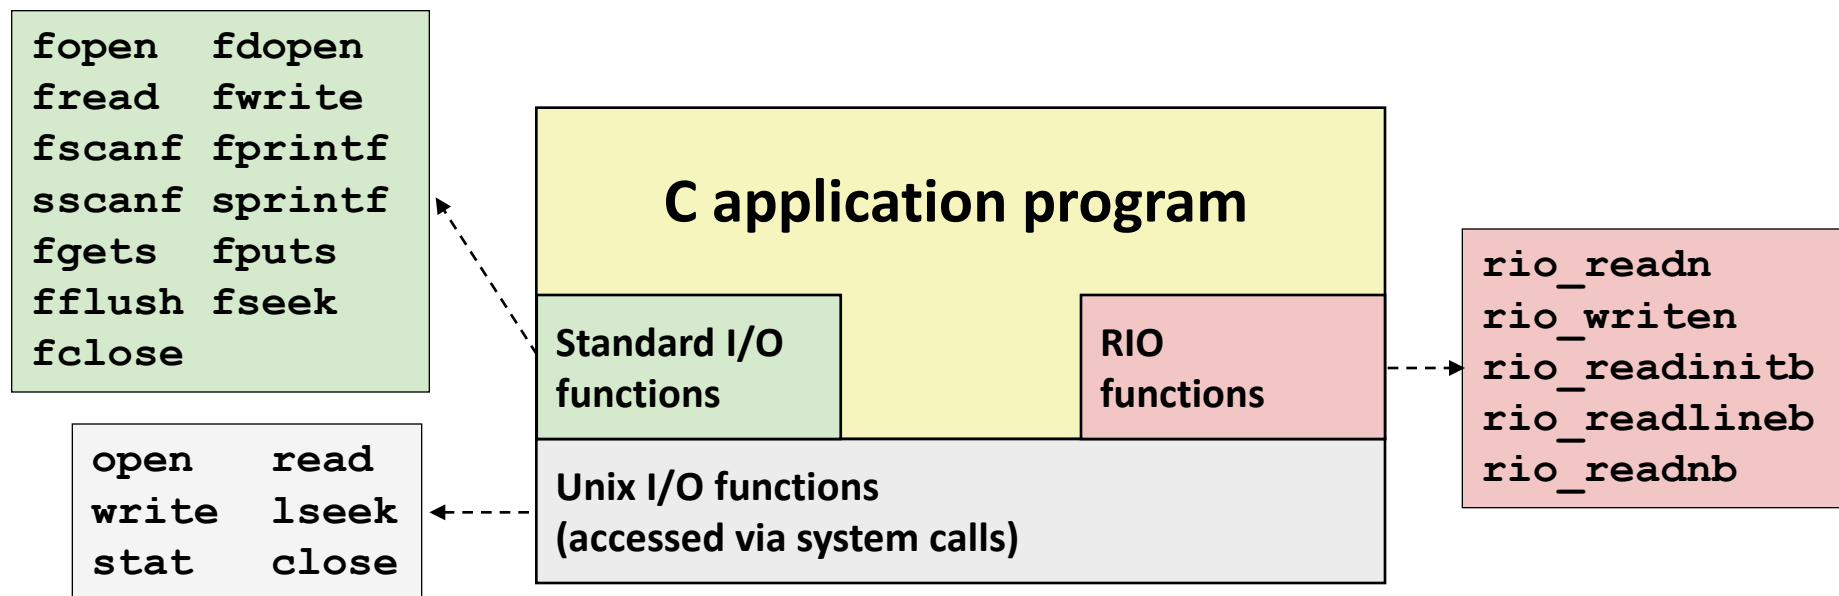 fopen fdopen
fread fwrite
fscanf fprintf
sscanf sprintf
fgets fputs
fflush fseek
fclose
C application program
Standard I/O
functions
RIO
functions
rio_readn
rio_writen
rio_readinitb
rio_readlineb
rio_readnb
open read
write lseek
stat close
Unix I/O functions
(accessed via system calls)